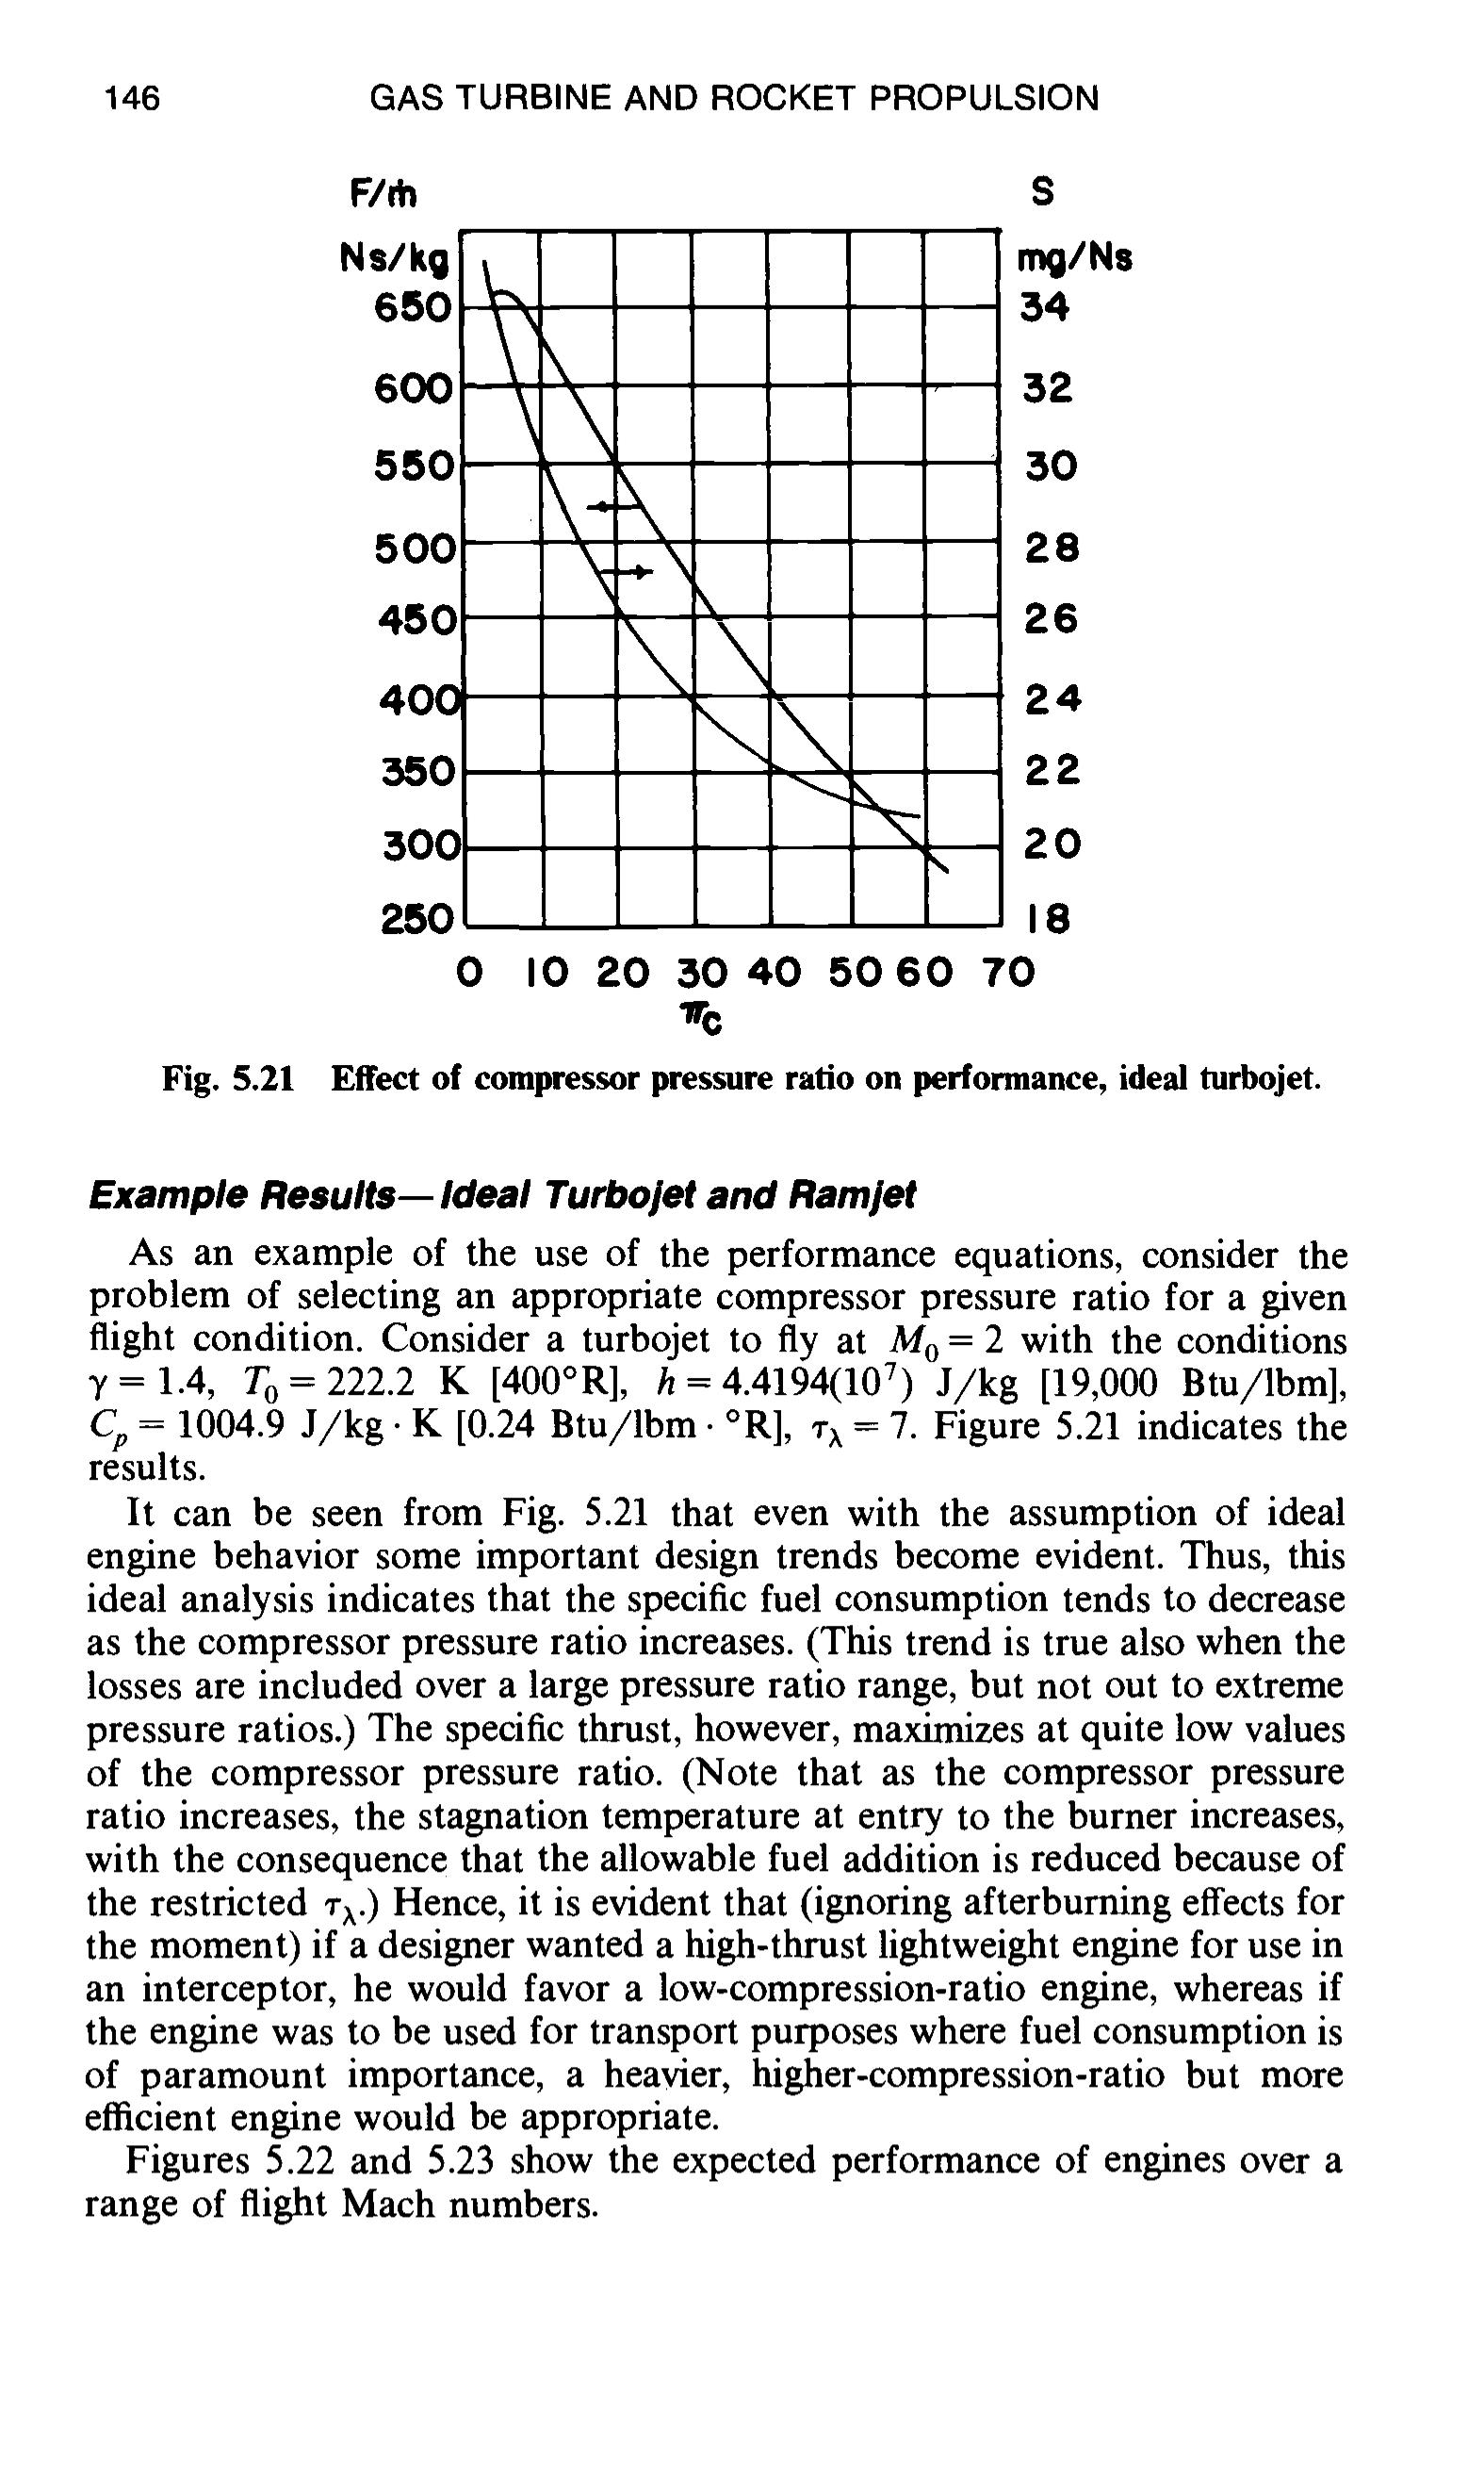 146 GAS TURBINE AND ROCKET PROPULSION
F/ṁ S
Ns/kg mg/Ns
650 34
600 32
550 30
500 28
450 26
400 24
350 22
300 20
250 18
0 10 20 30 40 50 60 70
πc
Fig. 5.21 Effect of compressor pressure ratio on performance, ideal turbojet.
Example Results—Ideal Turbojet and Ramjet
As an example of the use of the performance equations, consider the
problem of selecting an appropriate compressor pressure ratio for a given
flight condition. Consider a turbojet to fly at M₀ = 2 with the conditions
γ = 1.4, T₀ = 222.2 K [400°R], h = 4.4194(10⁷) J/kg [19,000 Btu/lbm],
Cₚ = 1004.9 J/kg · K [0.24 Btu/lbm · °R], τλ = 7. Figure 5.21 indicates the
results.
It can be seen from Fig. 5.21 that even with the assumption of ideal
engine behavior some important design trends become evident. Thus, this
ideal analysis indicates that the specific fuel consumption tends to decrease
as the compressor pressure ratio increases. (This trend is true also when the
losses are included over a large pressure ratio range, but not out to extreme
pressure ratios.) The specific thrust, however, maximizes at quite low values
of the compressor pressure ratio. (Note that as the compressor pressure
ratio increases, the stagnation temperature at entry to the burner increases,
with the consequence that the allowable fuel addition is reduced because of
the restricted τλ.) Hence, it is evident that (ignoring afterburning effects for
the moment) if a designer wanted a high-thrust lightweight engine for use in
an interceptor, he would favor a low-compression-ratio engine, whereas if
the engine was to be used for transport purposes where fuel consumption is
of paramount importance, a heavier, higher-compression-ratio but more
efficient engine would be appropriate.
Figures 5.22 and 5.23 show the expected performance of engines over a
range of flight Mach numbers.